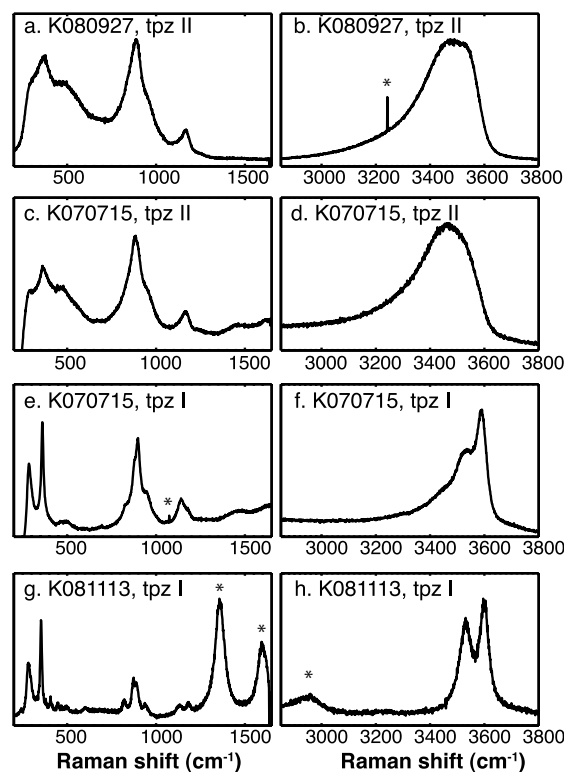 a. K080927, tpz II
b. K080927, tpz II
*
500 1000 1500
3000 3200 3400 3600 3800
c. K070715, tpz II
d. K070715, tpz II
500 1000 1500
3000 3200 3400 3600 3800
e. K070715, tpz I
f. K070715, tpz I
*
500 1000 1500
3000 3200 3400 3600 3800
g. K081113, tpz I
h. K081113, tpz I
*
*
*
500 1000 1500
3000 3200 3400 3600 3800
Raman shift (cm⁻¹)
Raman shift (cm⁻¹)